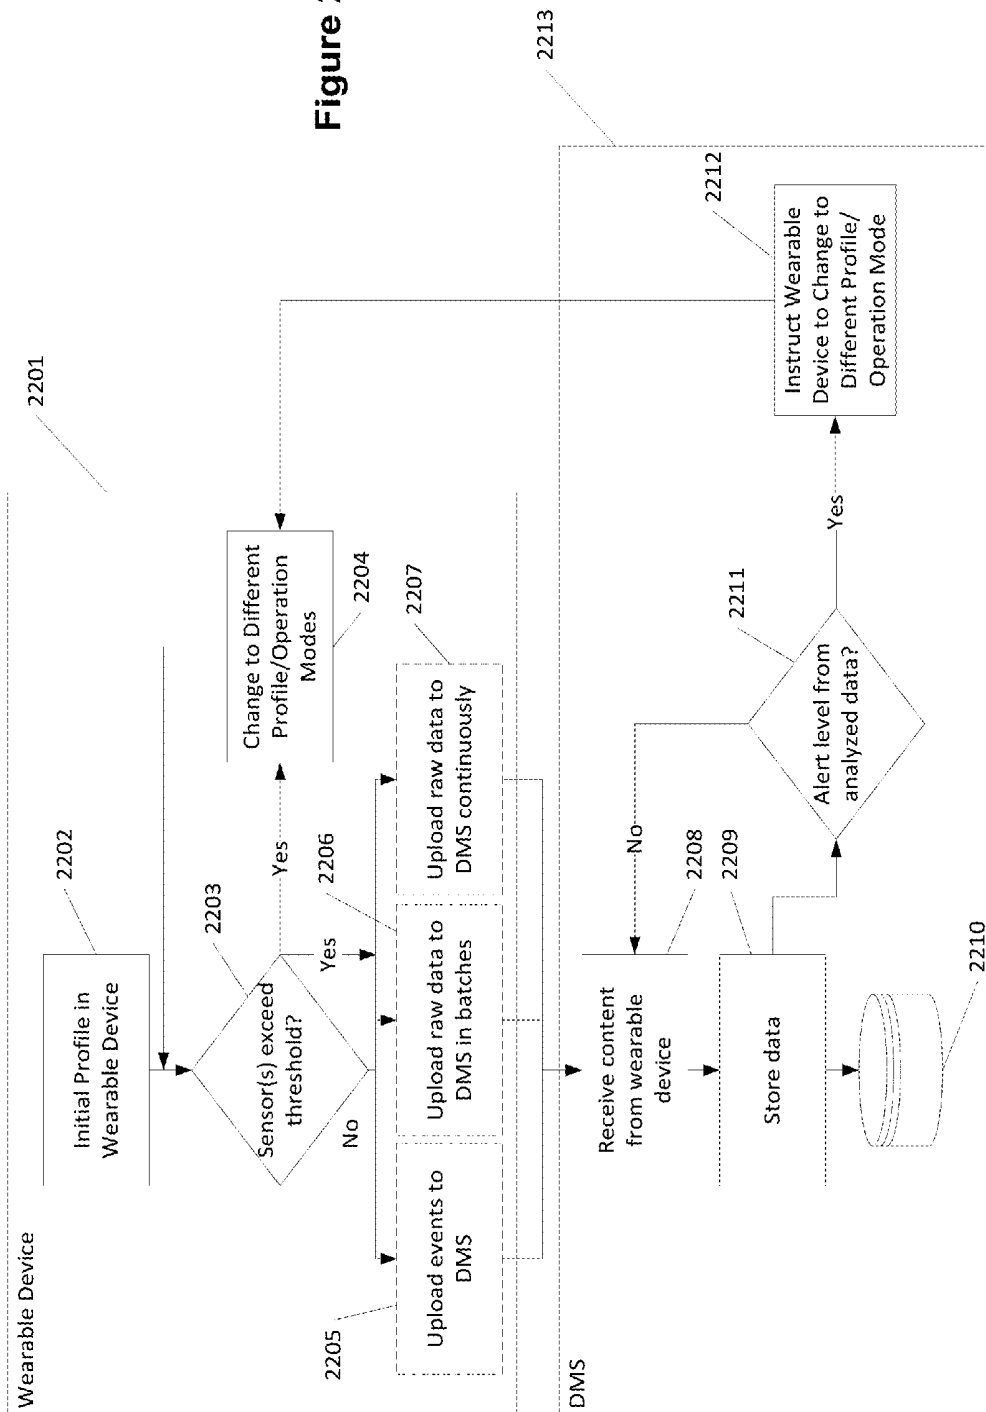 Figure
2201
Wearable Device
Initial Profile in
Wearable Device
2202
Sensor(s) exceed
threshold?
2203
Yes
Yes
No
Change to Different
Profile/Operation
Modes
2204
Upload events to
DMS
2205
Upload raw data to
DMS in batches
2206
Upload raw data to
DMS continuously
2207
DMS
2213
Receive content
from wearable
device
2208
Store data
2209
2210
Alert level from
analyzed data?
2211
No
Yes
Instruct Wearable
Device to Change to
Different Profile/
Operation Mode
2212